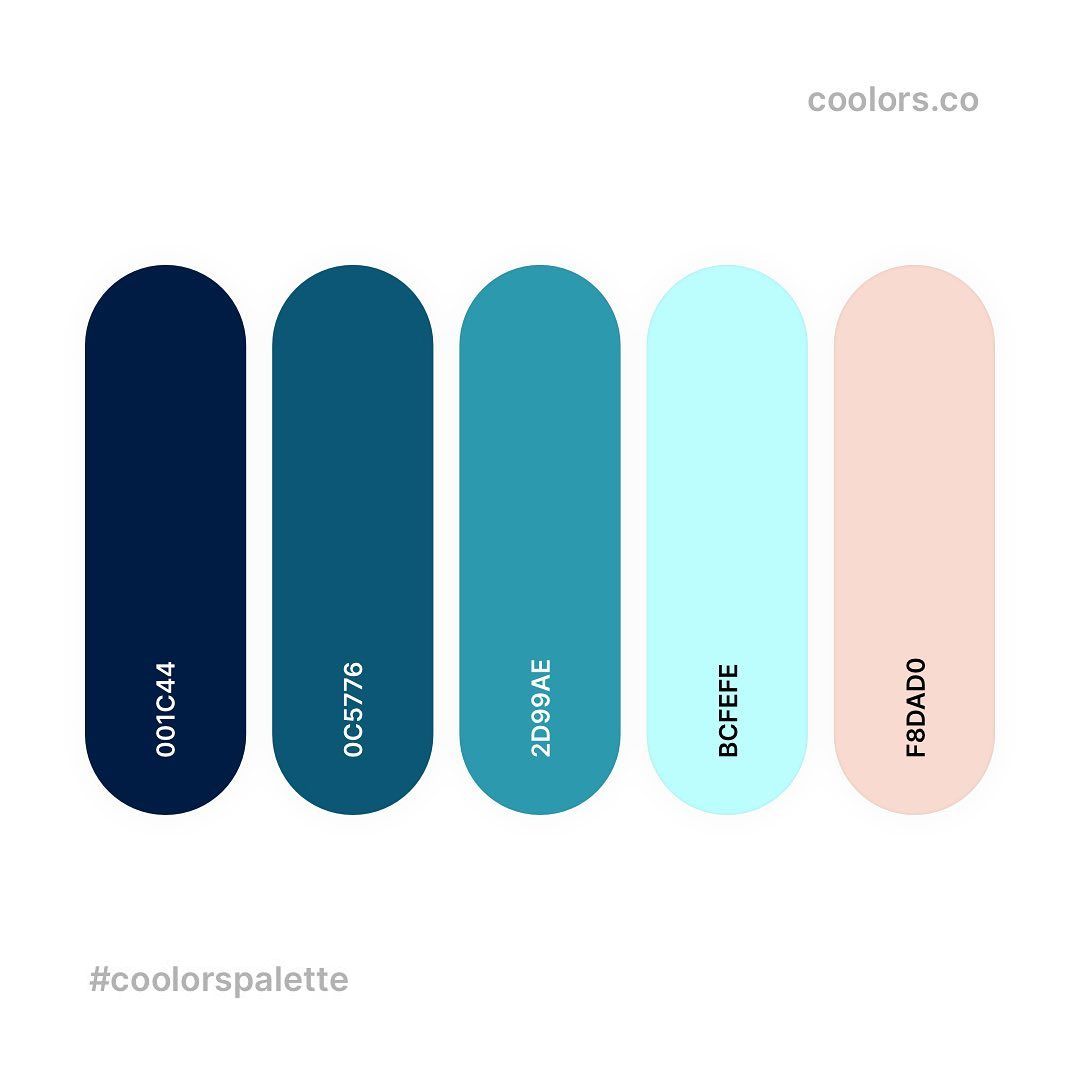 coolors.co
001C44
0C5776
2D99AE
BCFEFE
F8DAD0
#coolorspalette